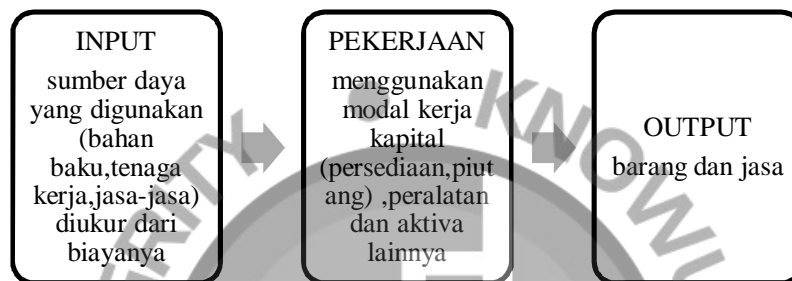 INPUT
sumber daya
yang digunakan
(bahan
baku,tenaga
kerja,jasa-jasa)
diukur dari
biayanya
PEKERJAAN
menggunakan
modal kerja
kapital
(persediaan,piut
ang) ,peralatan
dan aktiva
lainnya
OUTPUT
barang dan jasa